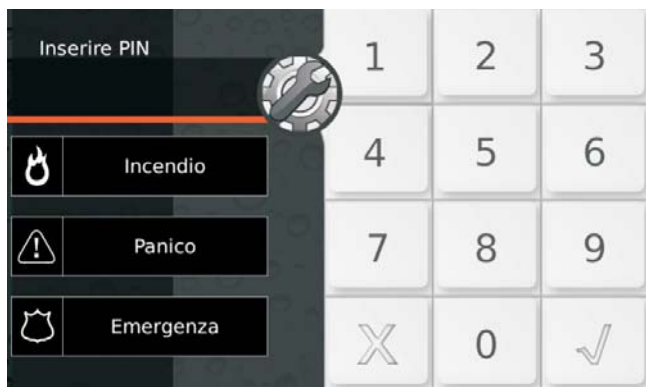 Inserire PIN
1 2 3
Incendio
4 5 6
Panico
7 8 9
Emergenza
X 0 √